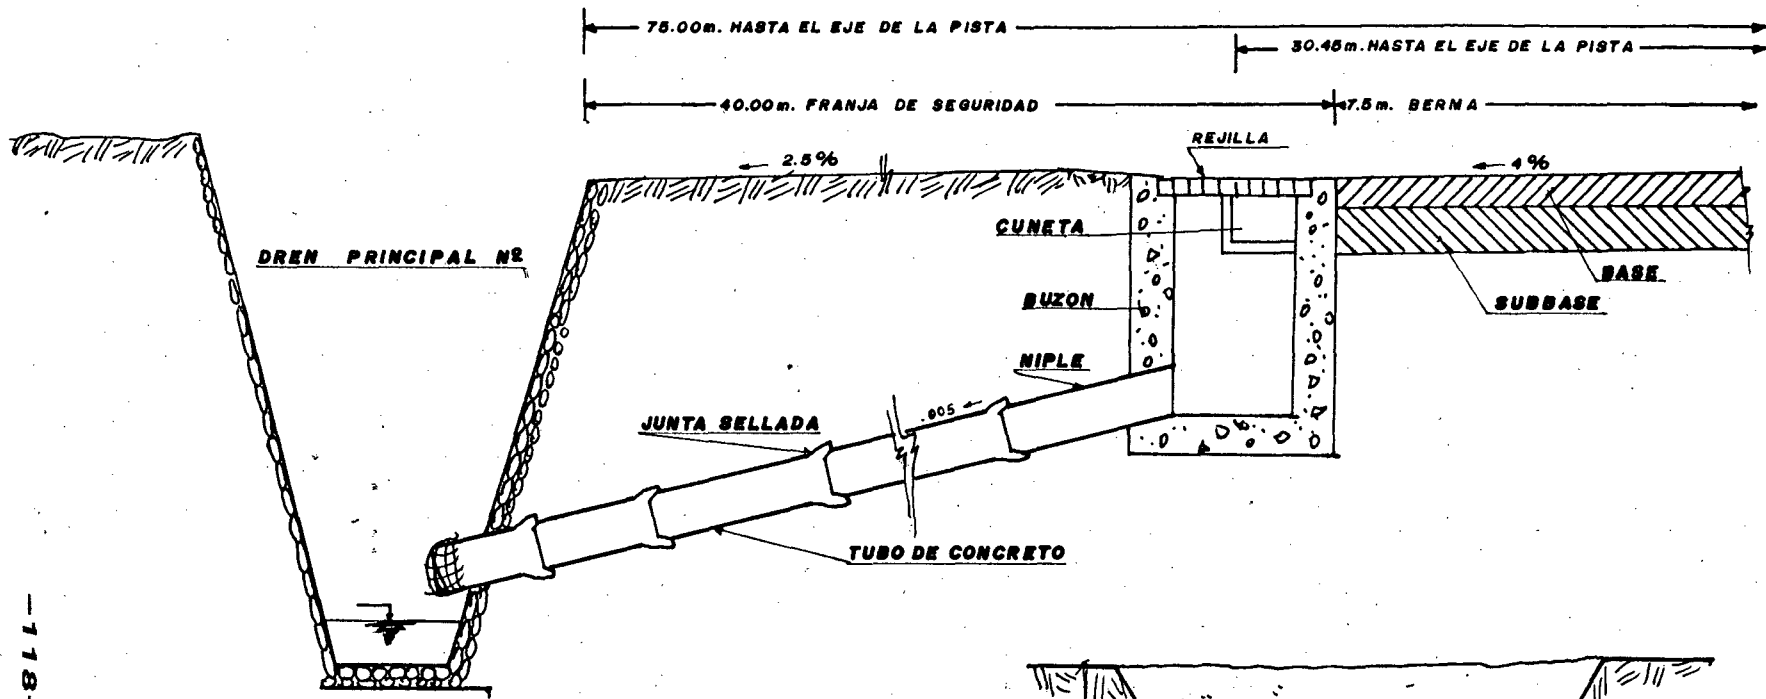 75.00m. HASTA EL EJE DE LA PISTA
30.45m. HASTA EL EJE DE LA PISTA
40.00m. FRANJA DE SEGURIDAD
7.5m. BERMA
REJILLA
2.5%
4%
CUNETA
DREN PRINCIPAL Nº
BASE
BUZON
SUBBASE
NIPLE
.005
JUNTA SELLADA
TUBO DE CONCRETO
-118-